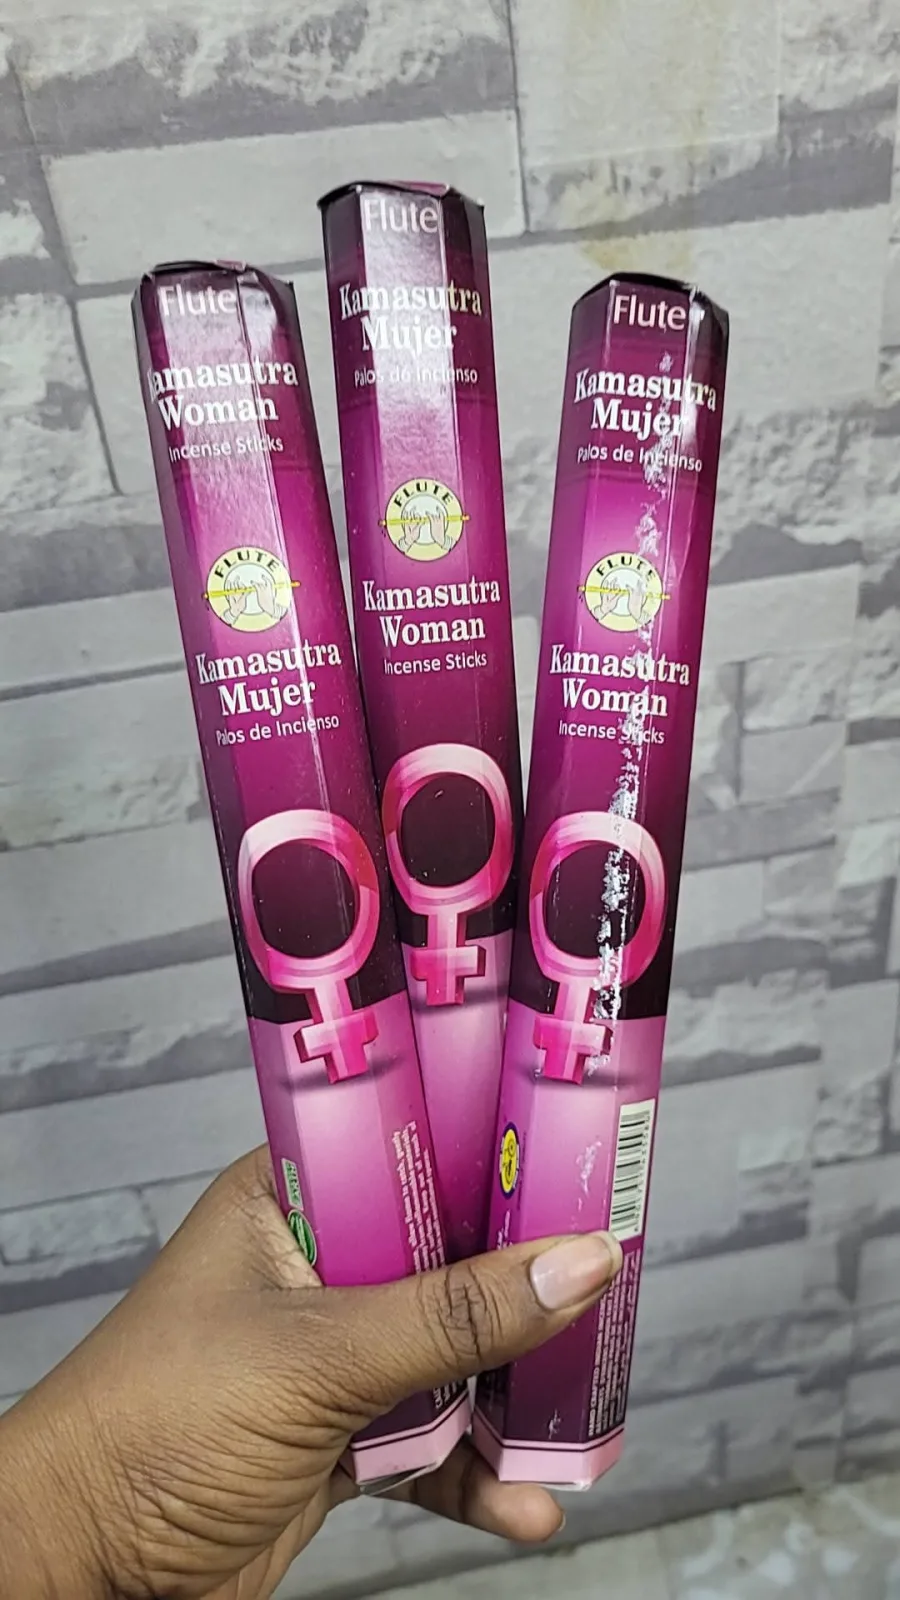 Flute
Kamasutra
Woman
Incense Sticks
FLUTE
Kamasutra
Mujer
Palos de Incienso
Flute
Kamasutra
Mujer
Palos de Incienso
FLUTE
Kamasutra
Woman
Incense Sticks
Flute
Kamasutra
Mujer
Palos de Incienso
FLUTE
Kamasutra
Woman
Incense Sticks